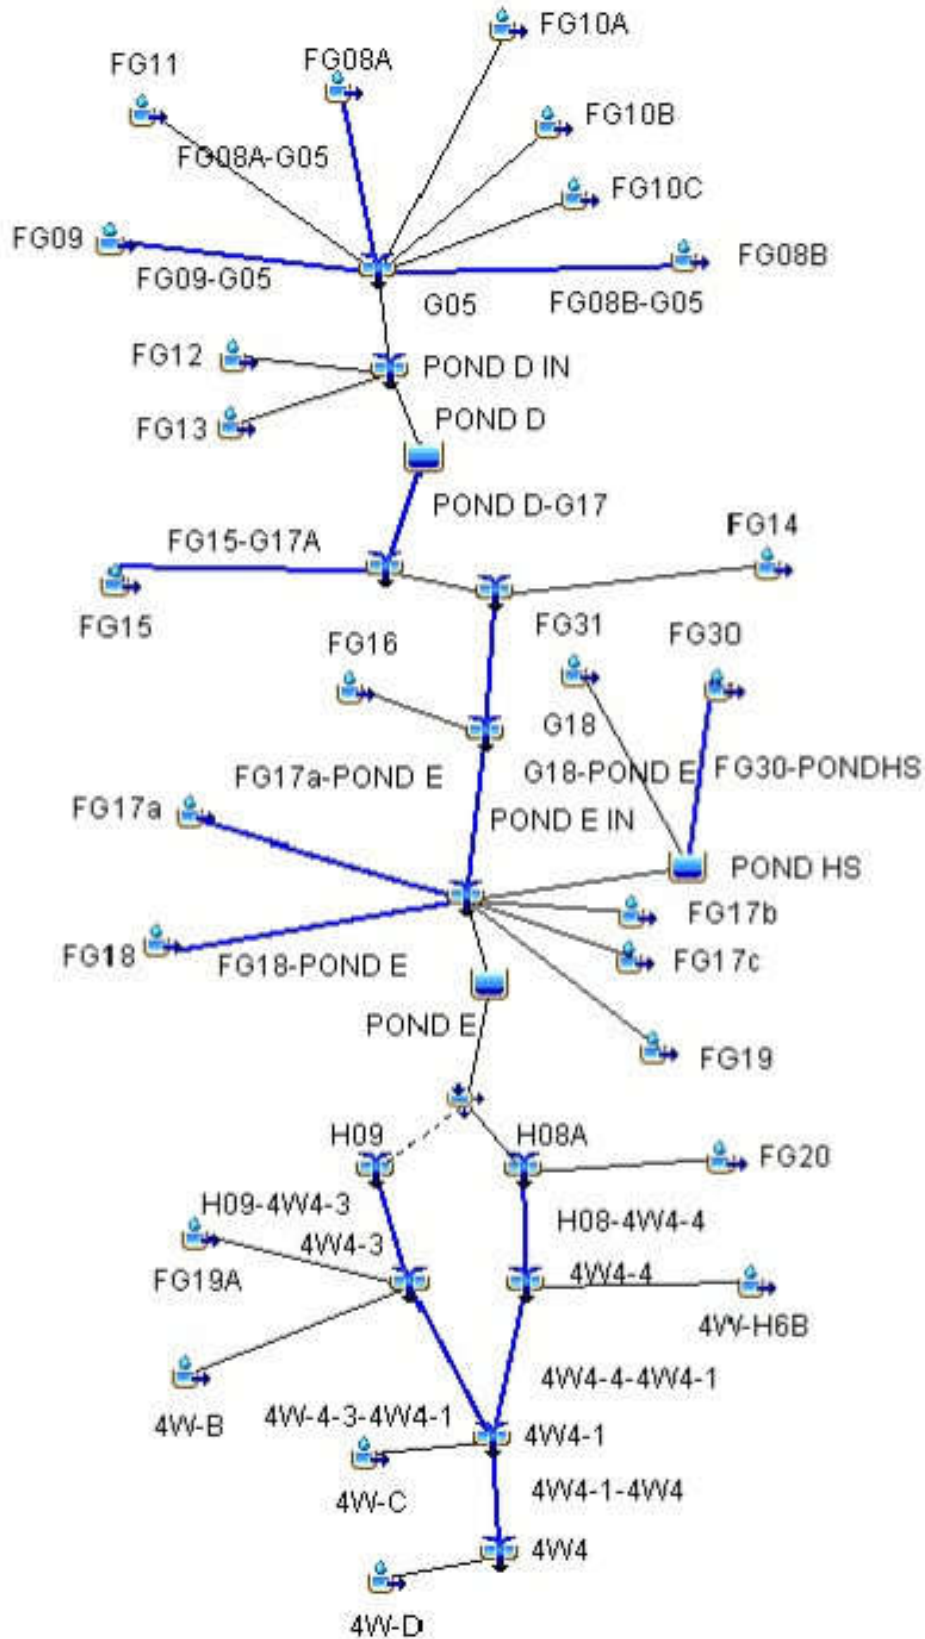 FG10A
FG08A
FG11
FG10B
FG08A-G05
FG10C
FG09
FG08B
FG09-G05
G05
FG08B-G05
FG12
POND D IN
POND D
FG13
POND D-G17
FG15-G17A
FG14
FG15
FG16
FG31
FG30
G18
FG17a-POND E
G18-POND E
FG30-PONDHS
FG17a
POND E IN
POND HS
FG17b
FG18
FG18-POND E
FG17c
POND E
FG19
H09
H08A
FG20
H09-4W4-3
H08-4W4-4
4W4-3
FG19A
4W4-4
4W-H6B
4W4-4-4W4-1
4W-B
4W-4-3-4W4-1
4W4-1
4W-C
4W4-1-4W4
4W4
4W-D